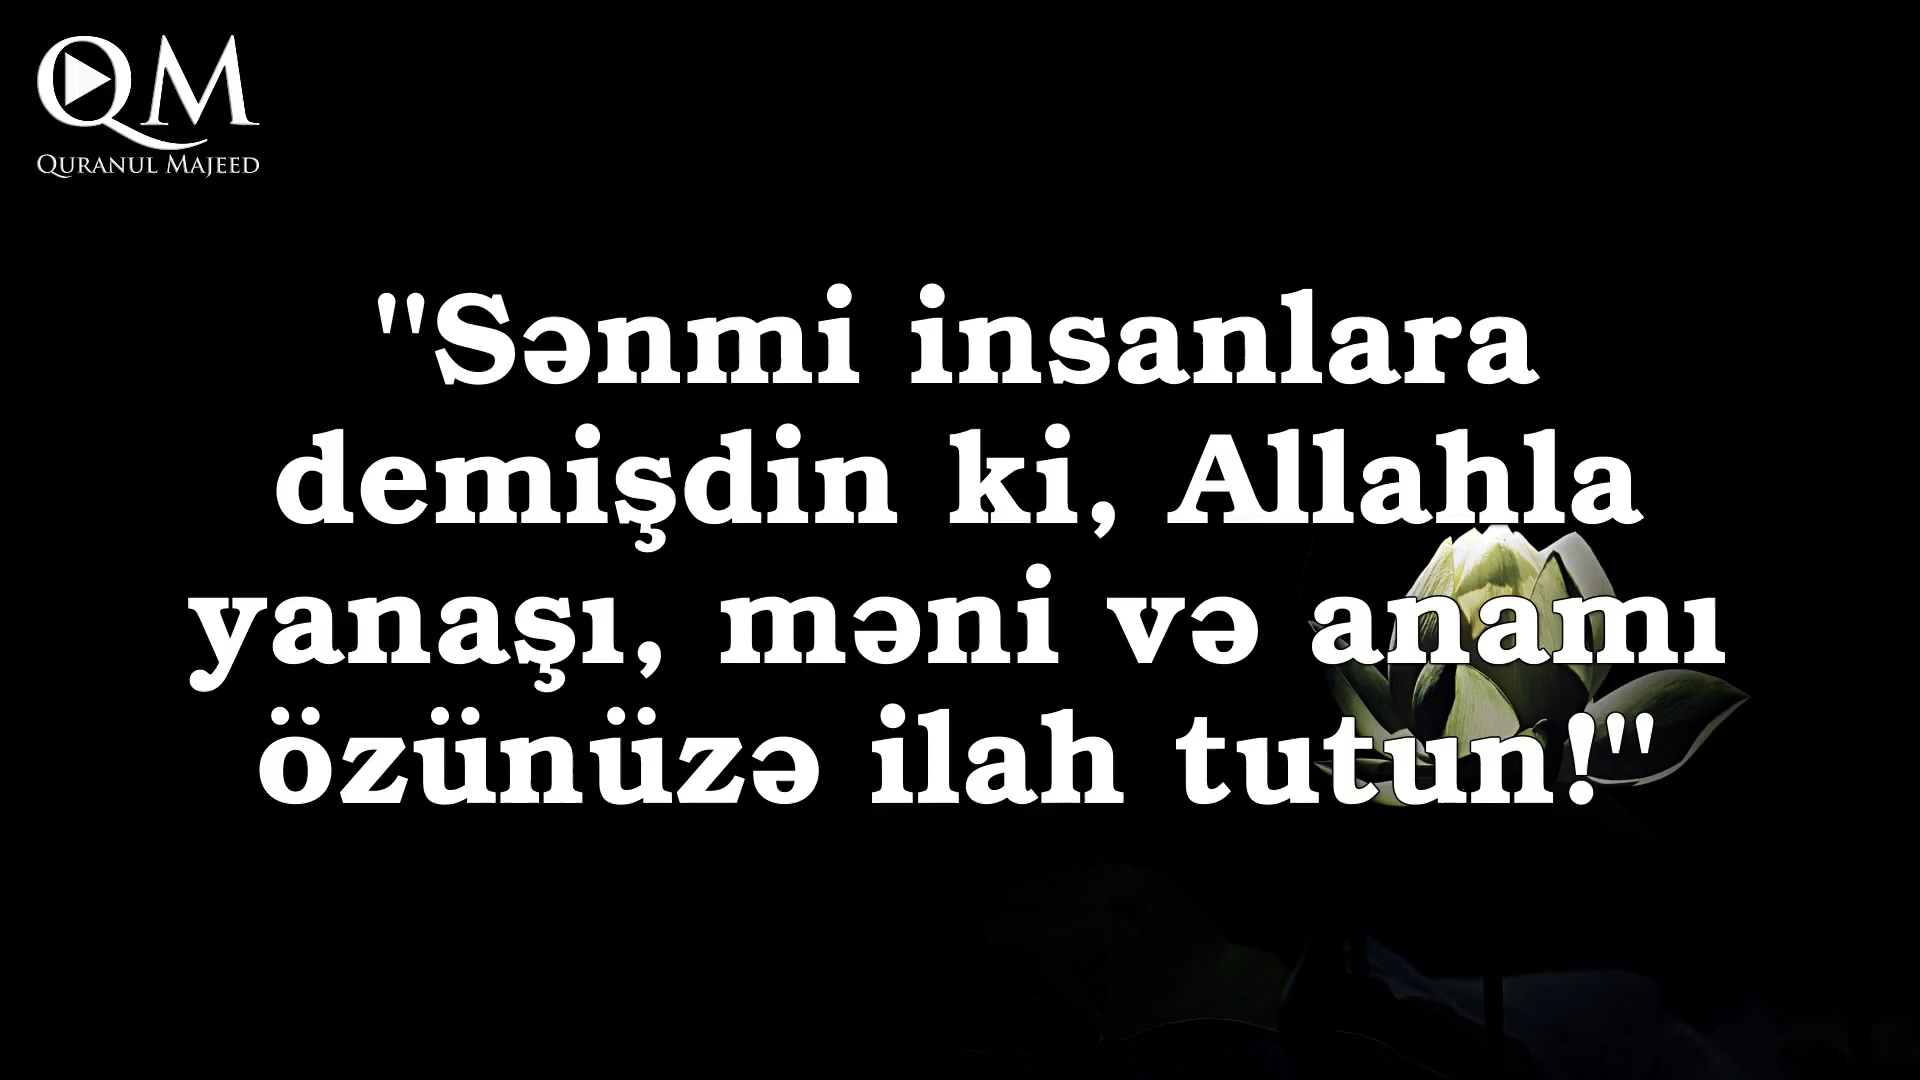 QM
QURANUL MAJEED
"Sənmi insanlara
demişdin ki, Allahla
yanaşı, məni və anamı
özünüzə ilah tutun!"